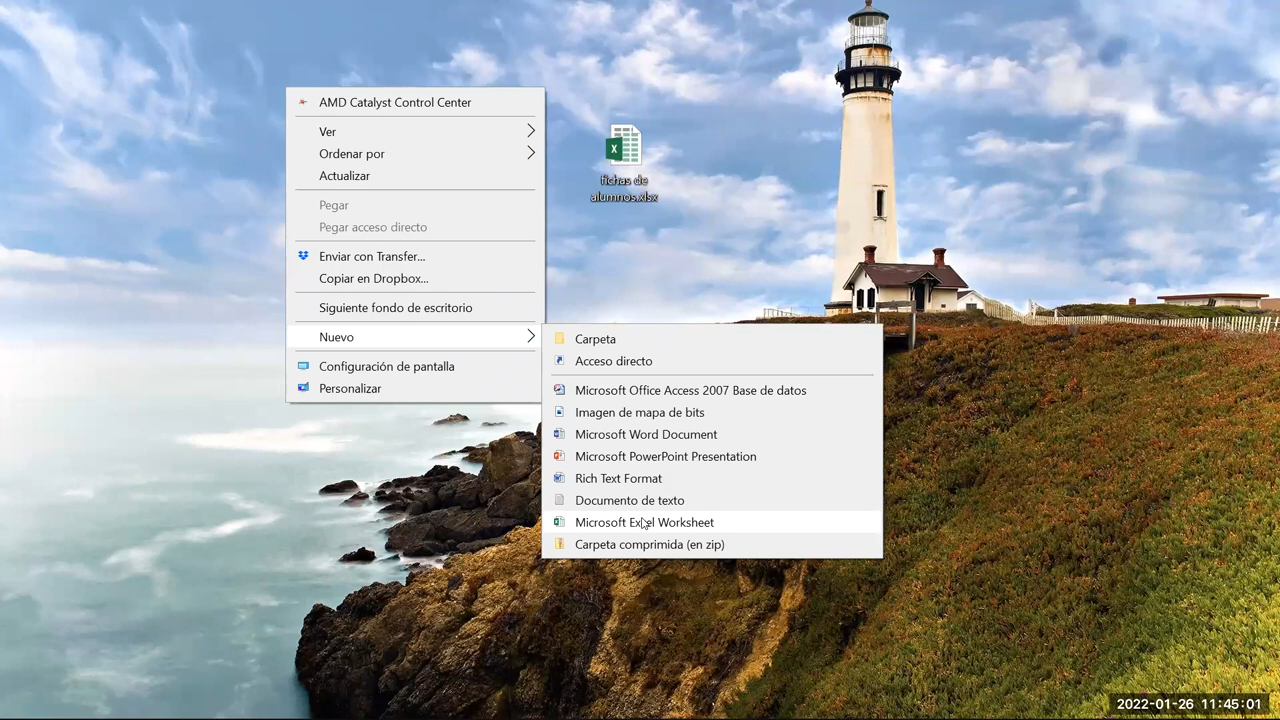 AMD Catalyst Control Center
Ver
Ordenar por
Actualizar
Pegar
Pegar acceso directo
Enviar con Transfer...
Copiar en Dropbox...
Siguiente fondo de escritorio
Nuevo
Configuración de pantalla
Personalizar
fichas de
alumnos.xlsx
Carpeta
Acceso directo
Microsoft Office Access 2007 Base de datos
Imagen de mapa de bits
Microsoft Word Document
Microsoft PowerPoint Presentation
Rich Text Format
Documento de texto
Microsoft Excel Worksheet
Carpeta comprimida (en zip)
2022-01-26 11:45:01